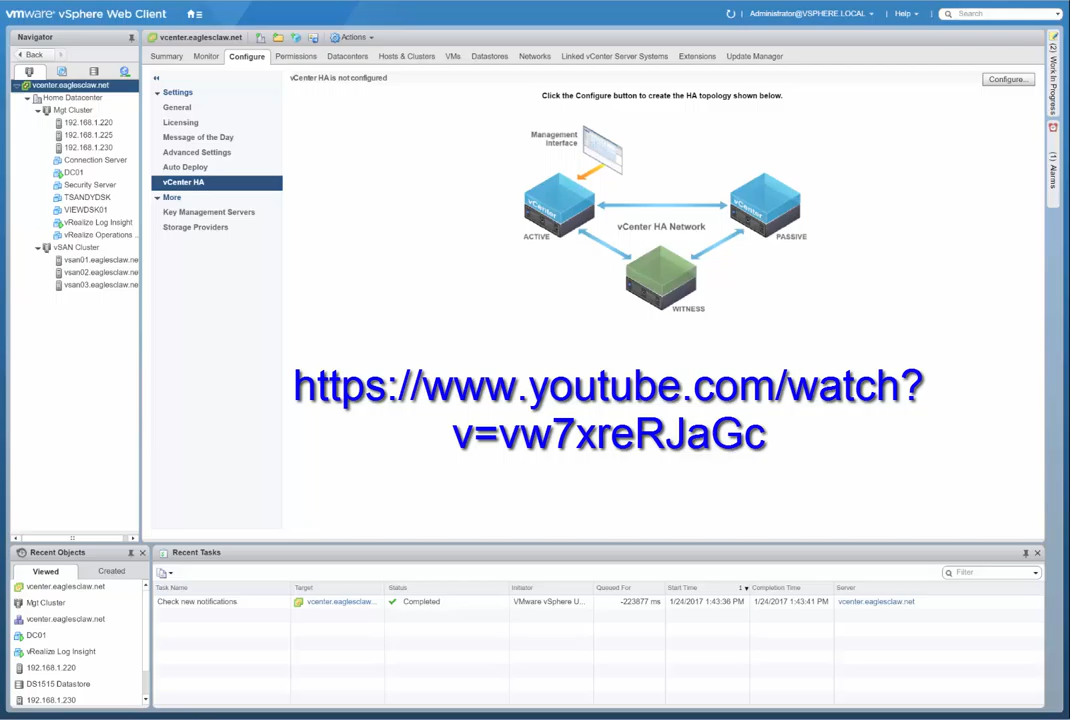 vmware® vSphere Web Client
Administrator@VSPHERE.LOCAL
Help
Search
Navigator
Back
vcenter.eaglesclaw.net
Home Datacenter
Mgt Cluster
192.168.1.220
192.168.1.225
192.168.1.230
Connection Server
DC01
Security Server
TSANDYDSK
VIEWDSK01
vRealize Log Insight
vRealize Operations ...
vSAN Cluster
vsan01.eaglesclaw.ne
vsan02.eaglesclaw.ne
vsan03.eaglesclaw.ne
vcenter.eaglesclaw.net
Actions
Summary Monitor Configure Permissions Datacenters Hosts & Clusters VMs Datastores Networks Linked vCenter Server Systems Extensions Update Manager
Settings
General
Licensing
Message of the Day
Advanced Settings
Auto Deploy
vCenter HA
More
Key Management Servers
Storage Providers
vCenter HA is not configured
Configure...
Click the Configure button to create the HA topology shown below.
Management
Interface
vCenter
vCenter
ACTIVE
vCenter HA Network
PASSIVE
WITNESS
https://www.youtube.com/watch?
v=vw7xreRJaGc
(2) Work In Progress
(1) Alarms
Recent Objects
Viewed Created
vcenter.eaglesclaw.net
Mgt Cluster
vcenter.eaglesclaw.net
DC01
vRealize Log Insight
192.168.1.220
DS1515 Datastore
192.168.1.230
Recent Tasks
Filter
Task Name Target Status Initiator Queued For Start Time 1 Completion Time Server
Check new notifications vcenter.eaglesclaw... Completed VMware vSphere U... -223877 ms 1/24/2017 1:43:36 PM 1/24/2017 1:43:41 PM vcenter.eaglesclaw.net